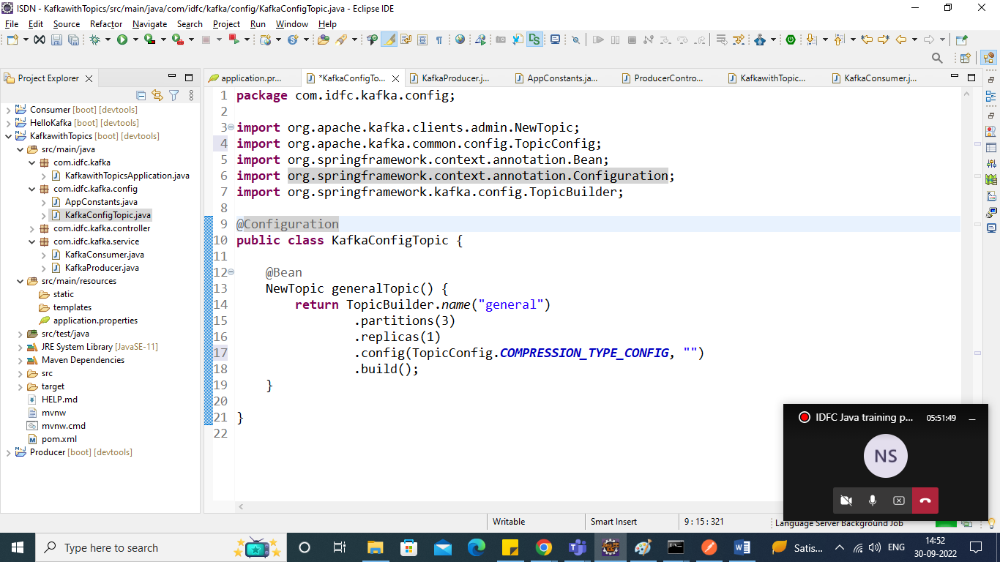 ISDN - KafkawithTopics/src/main/java/com/idfc/kafka/config/KafkaConfigTopic.java - Eclipse IDE
File Edit Source Refactor Navigate Search Project Run Window Help
Project Explorer
Consumer [boot] [devtools]
HelloKafka [boot] [devtools]
KafkawithTopics [boot] [devtools]
src/main/java
com.idfc.kafka
KafkawithTopicsApplication.java
com.idfc.kafka.config
AppConstants.java
KafkaConfigTopic.java
com.idfc.kafka.controller
com.idfc.kafka.service
KafkaConsumer.java
KafkaProducer.java
src/main/resources
static
templates
application.properties
src/test/java
JRE System Library [JavaSE-11]
Maven Dependencies
src
target
HELP.md
mvnw
mvnw.cmd
pom.xml
Producer [boot] [devtools]
application.pr... *KafkaConfigTo... KafkaProducer.j... AppConstants.ja... ProducerContro... KafkawithTopic... KafkaConsumer.j...
1 package com.idfc.kafka.config;
2
3 import org.apache.kafka.clients.admin.NewTopic;
4 import org.apache.kafka.common.config.TopicConfig;
5 import org.springframework.context.annotation.Bean;
6 import org.springframework.context.annotation.Configuration;
7 import org.springframework.kafka.config.TopicBuilder;
8
9 @Configuration
10 public class KafkaConfigTopic {
11
12 @Bean
13 NewTopic generalTopic() {
14 return TopicBuilder.name("general")
15 .partitions(3)
16 .replicas(1)
17 .config(TopicConfig.COMPRESSION_TYPE_CONFIG, "")
18 .build();
19 }
20
21 }
22
IDFC Java training p... 05:51:49
NS
Writable Smart Insert 9 : 15 : 321 Language Server Background Job
Type here to search
Satis... ENG 14:52
30-09-2022